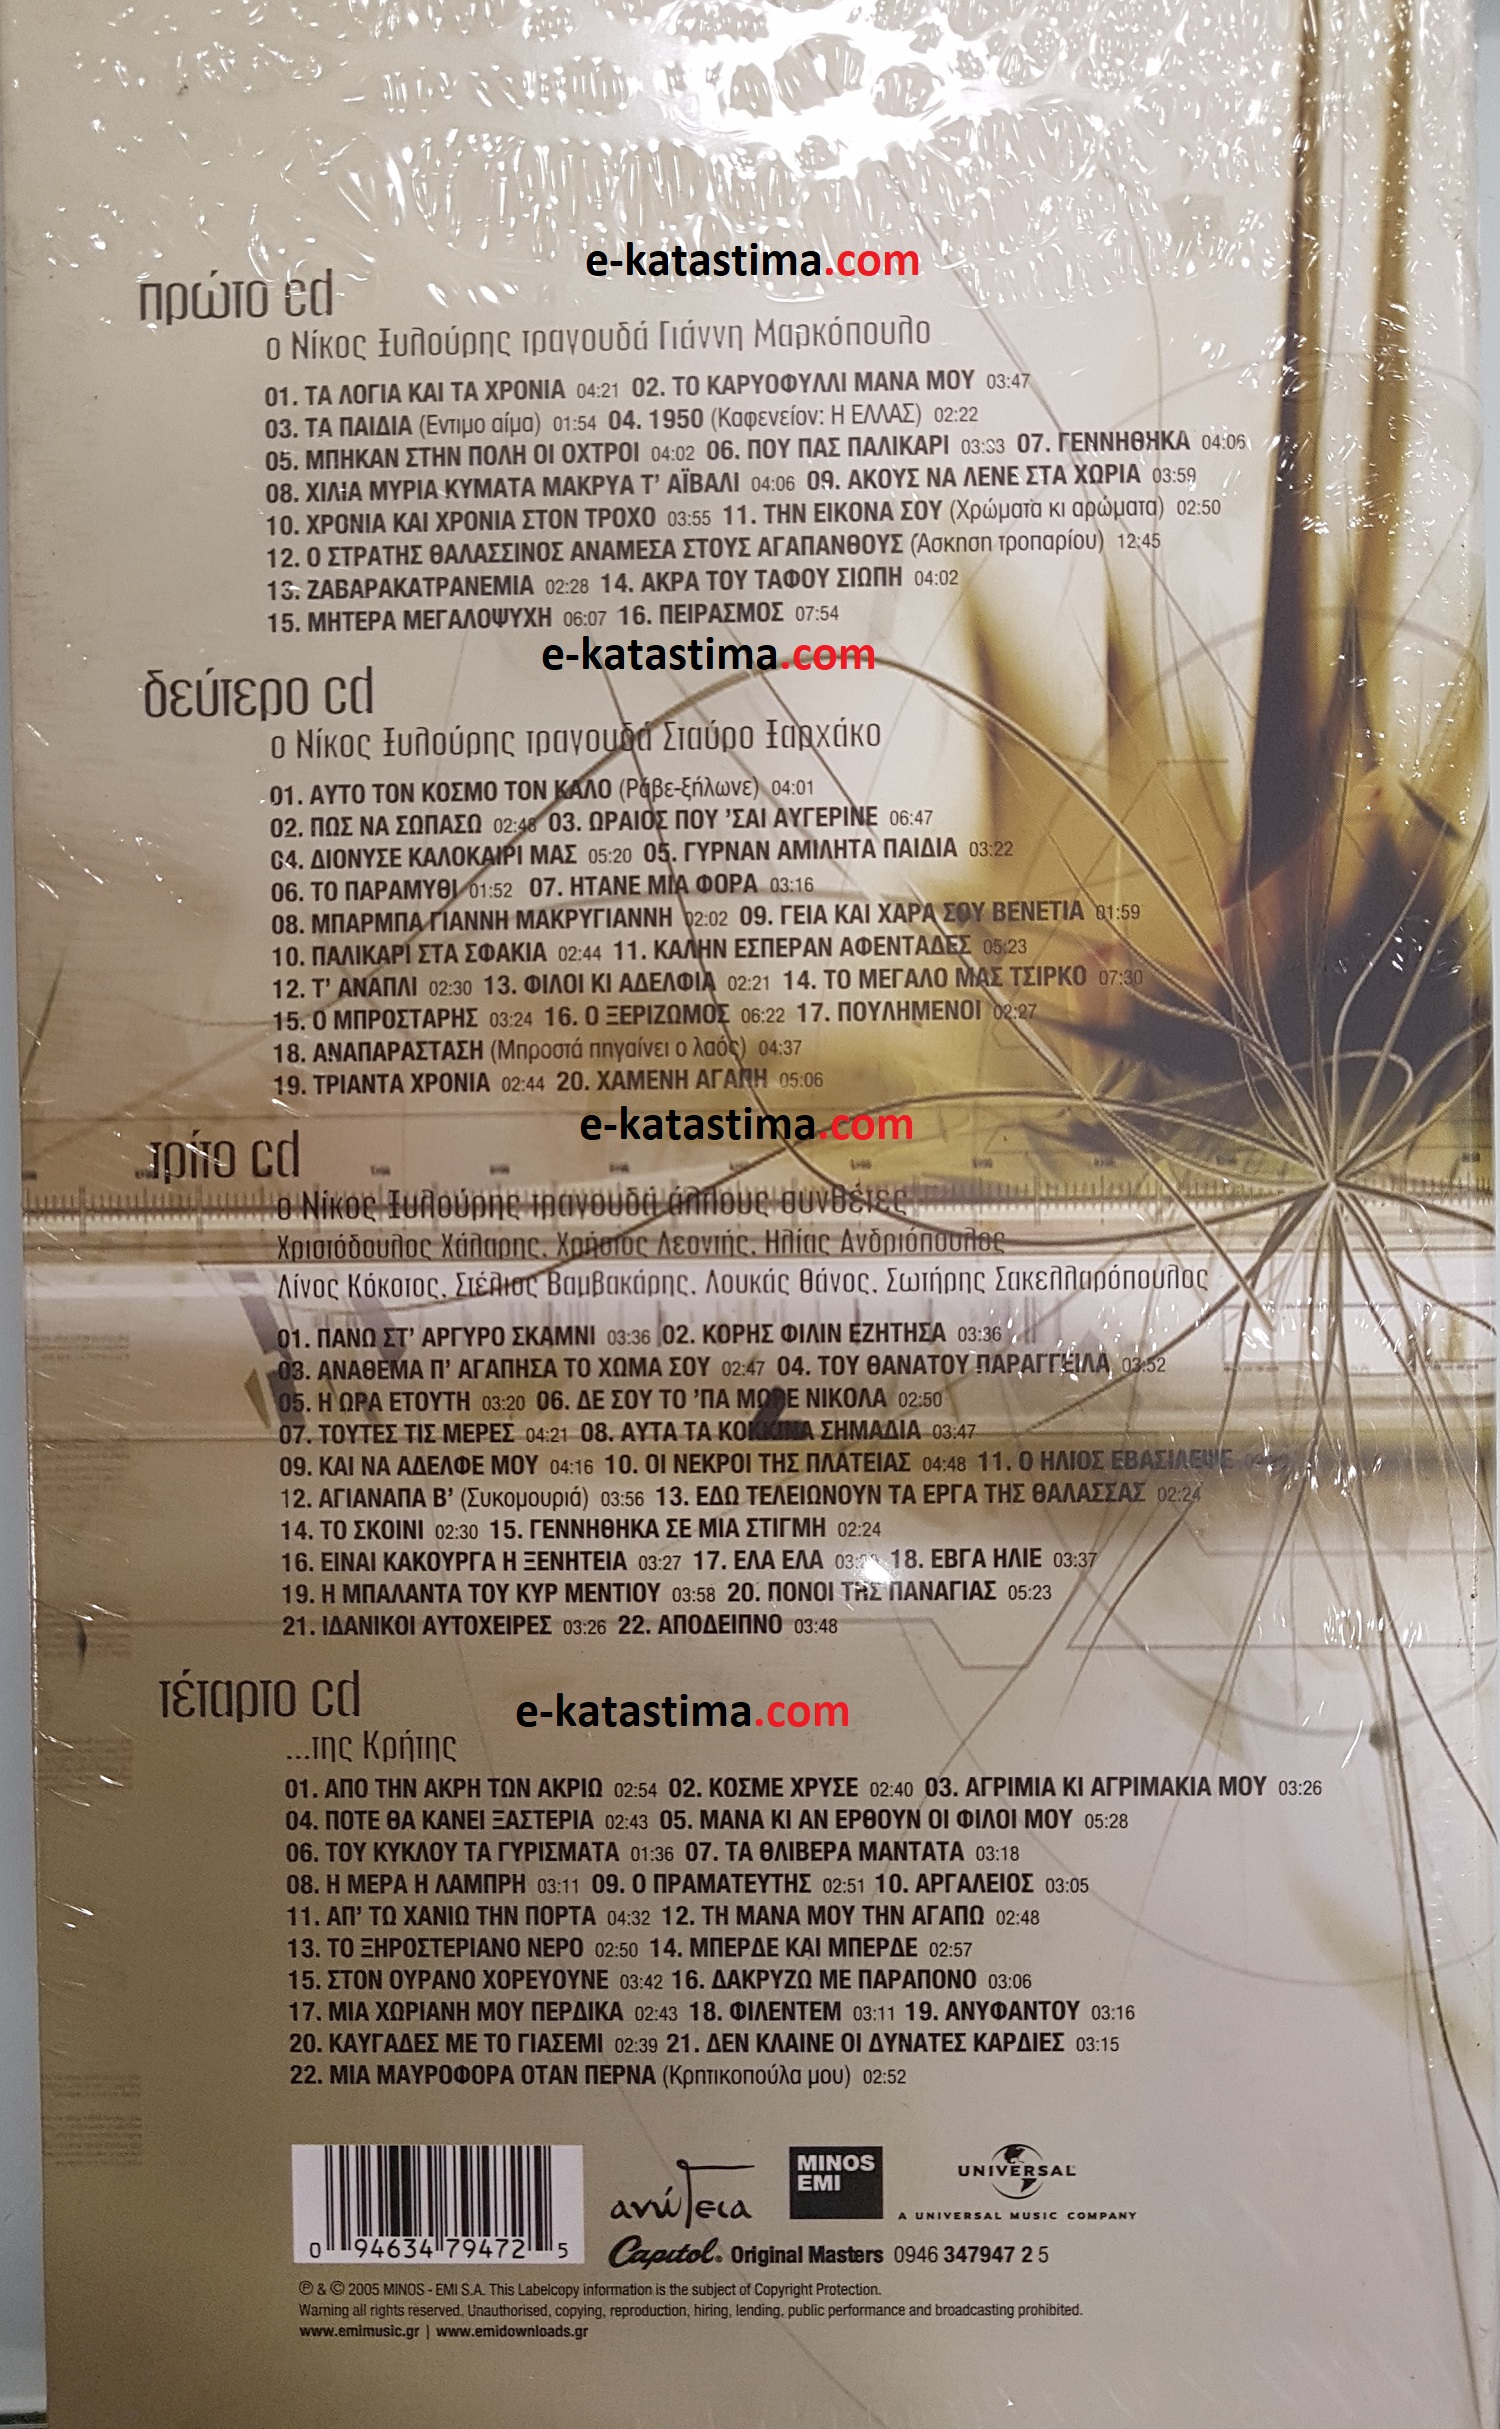 e-katastima.com
πρώτο cd
ο Νίκος Ξυλούρης τραγουδά Γιάννη Μαρκόπουλο
01. ΤΑ ΛΟΓΙΑ ΚΑΙ ΤΑ ΧΡΟΝΙΑ 04:21 02. ΤΟ ΚΑΡΥΟΦΥΛΛΙ ΜΑΝΑ ΜΟΥ 03:47
03. ΤΑ ΠΑΙΔΙΑ (Εντιμο αίμα) 01:54 04. 1950 (Καφενείον: Η ΕΛΛΑΣ) 02:22
05. ΜΠΗΚΑΝ ΣΤΗΝ ΠΟΛΗ ΟΙ ΟΧΤΡΟΙ 04:02 06. ΠΟΥ ΠΑΣ ΠΑΛΙΚΑΡΙ 03:33 07. ΓΕΝΝΗΘΗΚΑ 04:06
08. ΧΙΛΙΑ ΜΥΡΙΑ ΚΥΜΑΤΑ ΜΑΚΡΥΑ Τ' ΑΪΒΑΛΙ 04:06 09. ΑΚΟΥΣ ΝΑ ΛΕΝΕ ΣΤΑ ΧΩΡΙΑ 03:59
10. ΧΡΟΝΙΑ ΚΑΙ ΧΡΟΝΙΑ ΣΤΟΝ ΤΡΟΧΟ 03:55 11. ΤΗΝ ΕΙΚΟΝΑ ΣΟΥ (Χρώματα κι αρώματα) 02:50
12. Ο ΣΤΡΑΤΗΣ ΘΑΛΑΣΣΙΝΟΣ ΑΝΑΜΕΣΑ ΣΤΟΥΣ ΑΓΑΠΑΝΘΟΥΣ (Άσκηση τροπαρίου) 12:45
13. ΖΑΒΑΡΑΚΑΤΡΑΝΕΜΙΑ 02:28 14. ΑΚΡΑ ΤΟΥ ΤΑΦΟΥ ΣΙΩΠΗ 04:02
15. ΜΗΤΕΡΑ ΜΕΓΑΛΟΨΥΧΗ 06:07 16. ΠΕΙΡΑΣΜΟΣ 07:54
e-katastima.com
δεύτερο cd
ο Νίκος Ξυλούρης τραγουδά Σταύρο Ξαρχάκο
01. ΑΥΤΟ ΤΟΝ ΚΟΣΜΟ ΤΟΝ ΚΑΛΟ (Ράβε-ξήλωνε) 04:01
02. ΠΩΣ ΝΑ ΣΩΠΑΣΩ 02:48 03. ΩΡΑΙΟΣ ΠΟΥ 'ΣΑΙ ΑΥΓΕΡΙΝΕ 06:47
04. ΔΙΟΝΥΣΕ ΚΑΛΟΚΑΙΡΙ ΜΑΣ 05:20 05. ΓΥΡΝΑΝ ΑΜΙΛΗΤΑ ΠΑΙΔΙΑ 03:22
06. ΤΟ ΠΑΡΑΜΥΘΙ 01:52 07. ΗΤΑΝΕ ΜΙΑ ΦΟΡΑ 03:16
08. ΜΠΑΡΜΠΑ ΓΙΑΝΝΗ ΜΑΚΡΥΓΙΑΝΝΗ 02:02 09. ΓΕΙΑ ΚΑΙ ΧΑΡΑ ΣΟΥ ΒΕΝΕΤΙΑ 01:59
10. ΠΑΛΙΚΑΡΙ ΣΤΑ ΣΦΑΚΙΑ 02:44 11. ΚΑΛΗΝ ΕΣΠΕΡΑΝ ΑΦΕΝΤΑΔΕΣ 05:23
12. Τ' ΑΝΑΠΛΙ 02:30 13. ΦΙΛΟΙ ΚΙ ΑΔΕΛΦΙΑ 02:21 14. ΤΟ ΜΕΓΑΛΟ ΜΑΣ ΤΣΙΡΚΟ 07:30
15. Ο ΜΠΡΟΣΤΑΡΗΣ 03:24 16. Ο ΞΕΡΙΖΩΜΟΣ 06:22 17. ΠΟΥΛΗΜΕΝΟΙ 02:27
18. ΑΝΑΠΑΡΑΣΤΑΣΗ (Μπροστά πηγαίνει ο λαός) 04:37
19. ΤΡΙΑΝΤΑ ΧΡΟΝΙΑ 02:44 20. ΧΑΜΕΝΗ ΑΓΑΠΗ 05:06
e-katastima.com
...τρίτο cd
ο Νίκος Ξυλούρης τραγουδά άλλους συνθέτες
Χριστόδουλος Χάλαρης, Χρήστος Λεοντής, Ηλίας Ανδριόπουλος
Λίνος Κόκοτος, Στέλιος Βαμβακάρης, Λουκάς Θάνος, Σωτήρης Σακελλαρόπουλος
01. ΠΑΝΩ ΣΤ' ΑΡΓΥΡΟ ΣΚΑΜΝΙ 03:36 02. ΚΟΡΗΣ ΦΙΛΙΝ ΕΖΗΤΗΣΑ 03:36
03. ΑΝΑΘΕΜΑ Π' ΑΓΑΠΗΣΑ ΤΟ ΧΩΜΑ ΣΟΥ 02:47 04. ΤΟΥ ΘΑΝΑΤΟΥ ΠΑΡΑΓΓΕΙΛΑ 03:52
05. Η ΩΡΑ ΕΤΟΥΤΗ 03:20 06. ΔΕ ΣΟΥ ΤΟ 'ΠΑ ΜΩΡΕ ΝΙΚΟΛΑ 02:50
07. ΤΟΥΤΕΣ ΤΙΣ ΜΕΡΕΣ 04:21 08. ΑΥΤΑ ΤΑ ΚΟΚΚΙΝΑ ΣΗΜΑΔΙΑ 03:47
09. ΚΑΙ ΝΑ ΑΔΕΛΦΕ ΜΟΥ 04:16 10. ΟΙ ΝΕΚΡΟΙ ΤΗΣ ΠΛΑΤΕΙΑΣ 04:48 11. Ο ΗΛΙΟΣ ΕΒΑΣΙΛΕΨΕ
12. ΑΓΙΑΝΑΠΑ Β' (Συκομουριά) 03:56 13. ΕΔΩ ΤΕΛΕΙΩΝΟΥΝ ΤΑ ΕΡΓΑ ΤΗΣ ΘΑΛΑΣΣΑΣ 02:24
14. ΤΟ ΣΚΟΙΝΙ 02:30 15. ΓΕΝΝΗΘΗΚΑ ΣΕ ΜΙΑ ΣΤΙΓΜΗ 02:24
16. ΕΙΝΑΙ ΚΑΚΟΥΡΓΑ Η ΞΕΝΗΤΕΙΑ 03:27 17. ΕΛΑ ΕΛΑ 18. ΕΒΓΑ ΗΛΙΕ 03:37
19. Η ΜΠΑΛΑΝΤΑ ΤΟΥ ΚΥΡ ΜΕΝΤΙΟΥ 03:58 20. ΠΟΝΟΙ ΤΗΣ ΠΑΝΑΓΙΑΣ 05:23
21. ΙΔΑΝΙΚΟΙ ΑΥΤΟΧΕΙΡΕΣ 03:26 22. ΑΠΟΔΕΙΠΝΟ 03:48
τέταρτο cd
e-katastima.com
...της Κρήτης
01. ΑΠΟ ΤΗΝ ΑΚΡΗ ΤΩΝ ΑΚΡΙΩ 02:54 02. ΚΟΣΜΕ ΧΡΥΣΕ 02:40 03. ΑΓΡΙΜΙΑ ΚΙ ΑΓΡΙΜΑΚΙΑ ΜΟΥ 03:26
04. ΠΟΤΕ ΘΑ ΚΑΝΕΙ ΞΑΣΤΕΡΙΑ 02:43 05. ΜΑΝΑ ΚΙ ΑΝ ΕΡΘΟΥΝ ΟΙ ΦΙΛΟΙ ΜΟΥ 05:28
06. ΤΟΥ ΚΥΚΛΟΥ ΤΑ ΓΥΡΙΣΜΑΤΑ 01:36 07. ΤΑ ΘΛΙΒΕΡΑ ΜΑΝΤΑΤΑ 03:18
08. Η ΜΕΡΑ Η ΛΑΜΠΡΗ 03:11 09. Ο ΠΡΑΜΑΤΕΥΤΗΣ 02:51 10. ΑΡΓΑΛΕΙΟΣ 03:05
11. ΑΠ' ΤΩ ΧΑΝΙΩ ΤΗΝ ΠΟΡΤΑ 04:32 12. ΤΗ ΜΑΝΑ ΜΟΥ ΤΗΝ ΑΓΑΠΩ 02:48
13. ΤΟ ΞΗΡΟΣΤΕΡΙΑΝΟ ΝΕΡΟ 02:50 14. ΜΠΕΡΔΕ ΚΑΙ ΜΠΕΡΔΕ 02:57
15. ΣΤΟΝ ΟΥΡΑΝΟ ΧΟΡΕΥΟΥΝΕ 03:42 16. ΔΑΚΡΥΖΩ ΜΕ ΠΑΡΑΠΟΝΟ 03:06
17. ΜΙΑ ΧΩΡΙΑΝΗ ΜΟΥ ΠΕΡΔΙΚΑ 02:43 18. ΦΙΛΕΝΤΕΜ 03:11 19. ΑΝΥΦΑΝΤΟΥ 03:16
20. ΚΑΥΓΑΔΕΣ ΜΕ ΤΟ ΓΙΑΣΕΜΙ 02:39 21. ΔΕΝ ΚΛΑΙΝΕ ΟΙ ΔΥΝΑΤΕΣ ΚΑΡΔΙΕΣ 03:15
22. ΜΙΑ ΜΑΥΡΟΦΟΡΑ ΟΤΑΝ ΠΕΡΝΑ (Κρητικοπούλα μου) 02:52
0 94634 79472 5
MINOS
EMI
UNIVERSAL
A UNIVERSAL MUSIC COMPANY
Capitol. Original Masters 0946 347947 2 5
℗ & © 2005 MINOS - EMI S.A. This Labelcopy information is the subject of Copyright Protection.
Warning all rights reserved. Unauthorised, copying, reproduction, hiring, lending, public performance and broadcasting prohibited.
www.emimusic.gr | www.emidownloads.gr